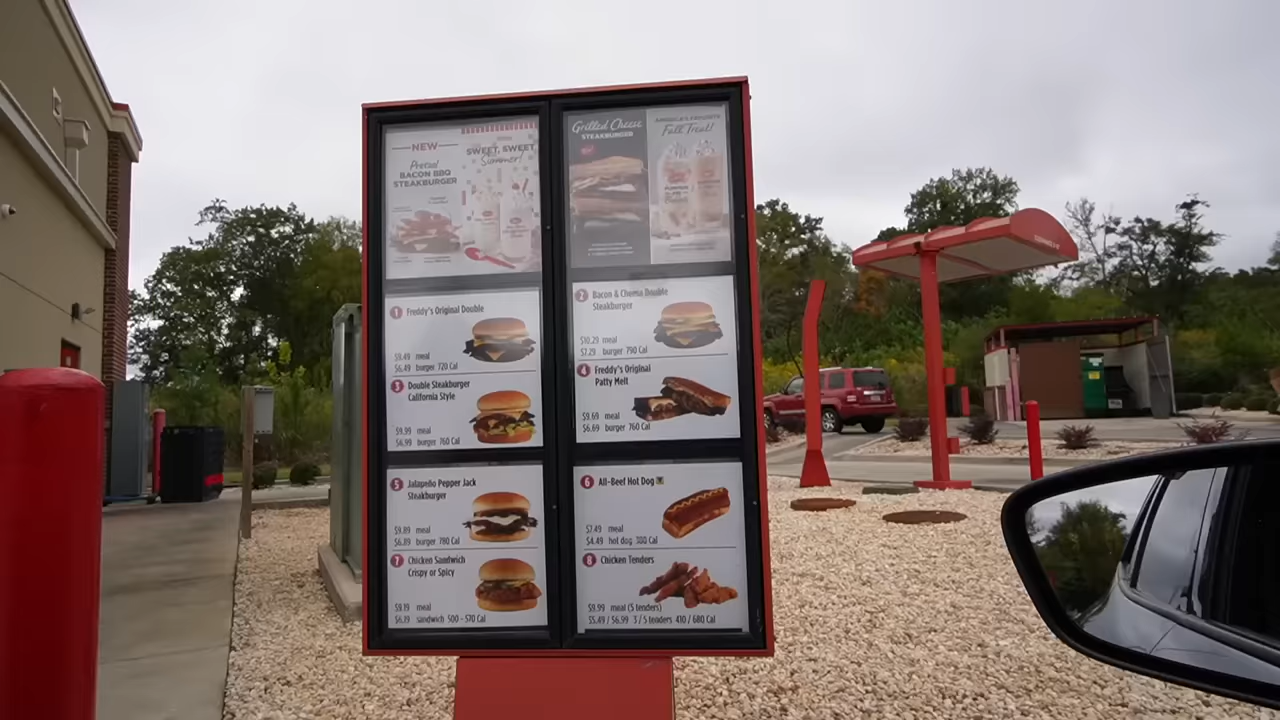 NEW
Pretzel
BACON BBQ
STEAKBURGER
SWEET, SWEET
Summer!
Grilled Cheese
STEAKBURGER
AMERICA'S FAVORITE
Fall Treat!
1 Freddy's Original Double
$9.49 meal
$6.49 burger 720 Cal
3 Double Steakburger
California Style
$9.99 meal
$6.99 burger 760 Cal
2 Bacon & Cheese Double
Steakburger
$10.29 meal
$7.29 burger 790 Cal
4 Freddy's Original
Patty Melt
$9.69 meal
$6.69 burger 760 Cal
5 Jalapeño Pepper Jack
Steakburger
$9.89 meal
$6.89 burger 780 Cal
7 Chicken Sandwich
Crispy or Spicy
$9.19 meal
$6.19 sandwich 500 - 570 Cal
6 All-Beef Hot Dog
$7.49 meal
$4.49 hot dog 380 Cal
8 Chicken Tenders
$9.99 meal (5 tenders)
$5.49 / $6.99 3 / 5 tenders 410 / 680 Cal